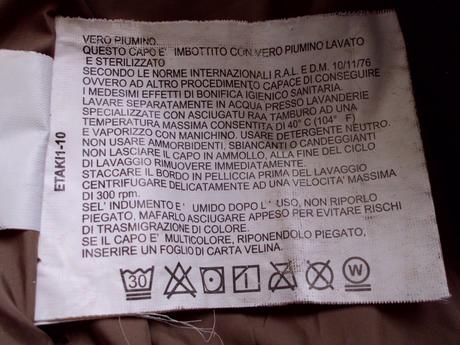 VERO PIUMINO.
QUESTO CAPO E' IMBOTTITO CON VERO PIUMINO LAVATO
E STERILIZZATO
SECONDO LE NORME INTERNAZIONALI R.A.L. E D.M. 10/11/76
OVVERO AD ALTRO PROCEDIMENTO CAPACE DI CONSEGUIRE
I MEDESIMI EFFETTI DI BONIFICA IGIENICO SANITARIA.
LAVARE SEPARATAMENTE IN ACQUA PRESSO LAVANDERIE
SPECIALIZZATE CON ASCIUGATU RAA TAMBURO AD UNA
TEMPERATURA MASSIMA CONSENTITA DI 40° C (104° F)
E VAPORIZZO CON MANICHINO. USARE DETERGENTE NEUTRO.
NON USARE AMMORBIDENTI, SBIANCANTI O CANDEGGIANTI
NON LASCIARE IL CAPO IN AMMOLLO, ALLA FINE DEL CICLO
DI LAVAGGIO RIMUOVERE IMMEDIATAMENTE.
STACCARE IL BORDO IN PELLICCIA PRIMA DEL LAVAGGIO
CENTRIFUGARE DELICATAMENTE AD UNA VELOCITA' MASSIMA
DI 300 rpm.
SEL' INDUMENTO E' UMIDO DOPO L' USO, NON RIPORLO
PIEGATO, MAFARLO ASCIUGARE APPESO PER EVITARE RISCHI
DI TRASMIGRAZIONE DI COLORE.
SE IL CAPO E' MULTICOLORE, RIPONENDOLO PIEGATO,
INSERIRE UN FOGLIO DI CARTA VELINA.
30 W
ETAKI1-10